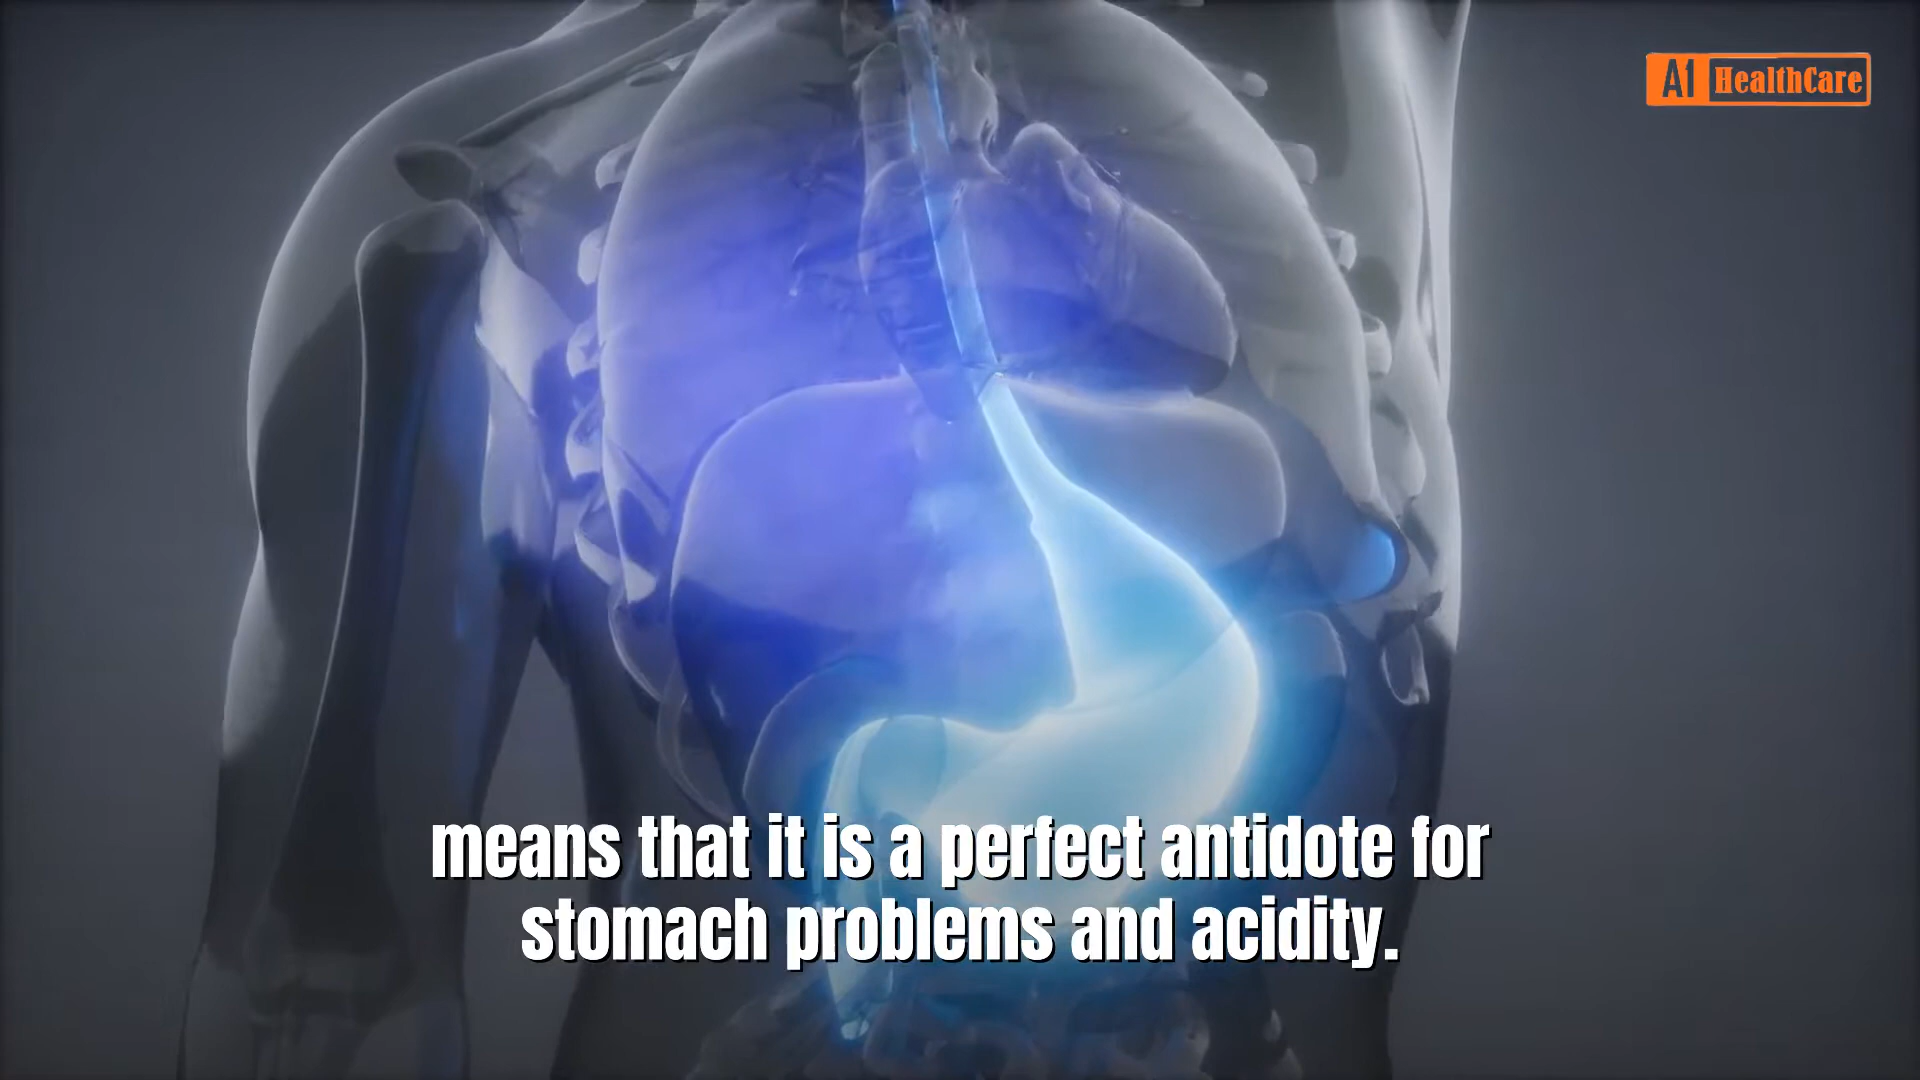 A1 HealthCare
means that it is a perfect antidote for
stomach problems and acidity.